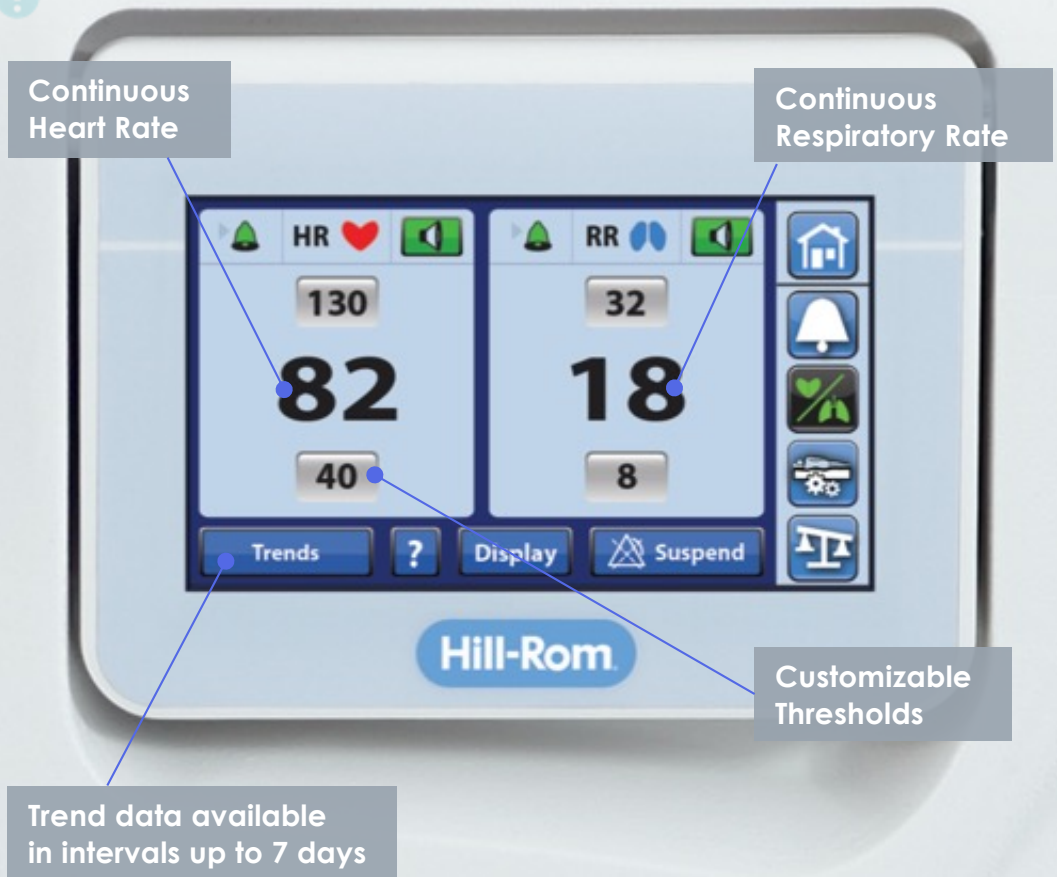 Continuous
Heart Rate
Continuous
Respiratory Rate
HR
RR
130
32
82
18
40
8
Trends
?
Display
Suspend
Hill-Rom
Customizable
Thresholds
Trend data available
in intervals up to 7 days